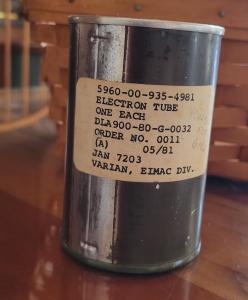 5960-00-935-4981
ELECTRON TUBE
ONE EACH
DLA900-80-G-0032
ORDER NO. 0011
(A) 05/81
JAN 7203
VARIAN, EIMAC DIV.